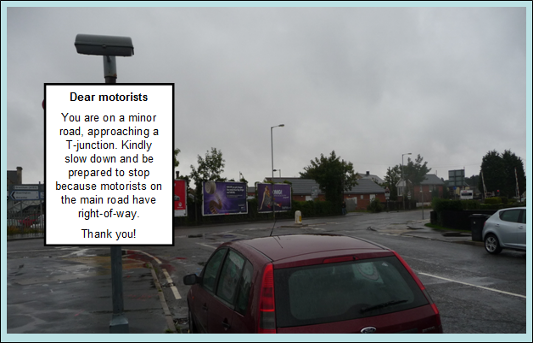 Dear motorists
You are on a minor
road, approaching a
T-junction. Kindly
slow down and be
prepared to stop
because motorists on
the main road have
right-of-way.
Thank you!